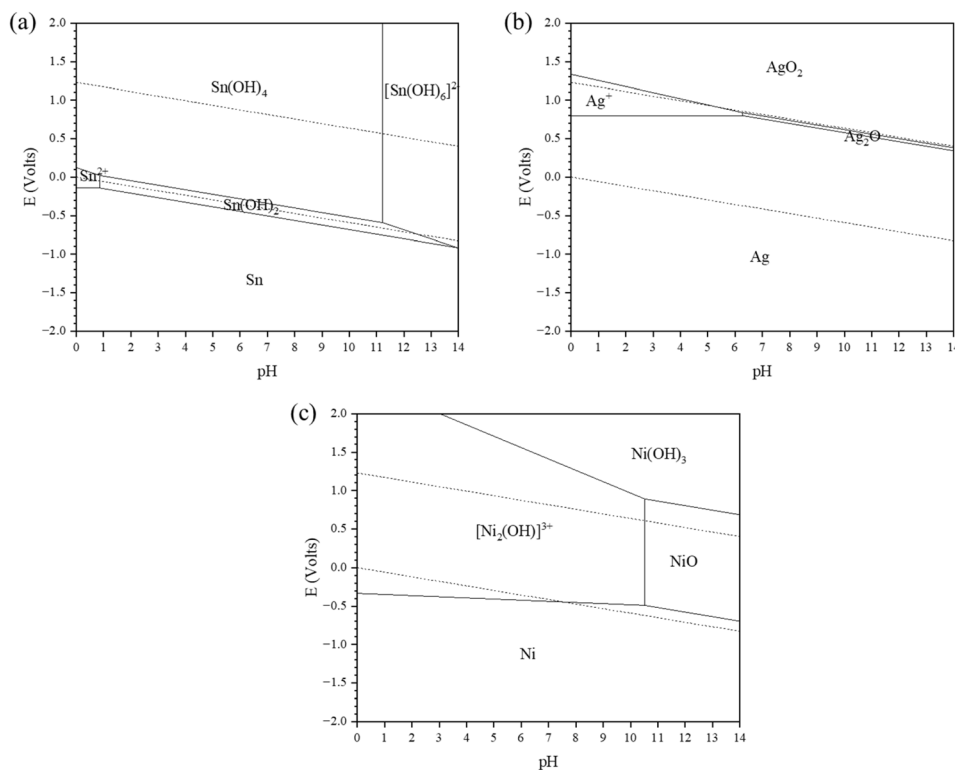 (a)
2.0
1.5
1.0
0.5
0.0
−0.5
−1.0
−1.5
−2.0
E (Volts)
Sn(OH)₄
[Sn(OH)₆]²
Sn²⁺
Sn(OH)₂
Sn
0 1 2 3 4 5 6 7 8 9 10 11 12 13 14
pH
(b)
2.0
1.5
1.0
0.5
0.0
−0.5
−1.0
−1.5
−2.0
E (Volts)
AgO₂
Ag⁺
Ag₂O
Ag
0 1 2 3 4 5 6 7 8 9 10 11 12 13 14
pH
(c)
2.0
1.5
1.0
0.5
0.0
−0.5
−1.0
−1.5
−2.0
E (Volts)
Ni(OH)₃
[Ni₂(OH)]³⁺
NiO
Ni
0 1 2 3 4 5 6 7 8 9 10 11 12 13 14
pH